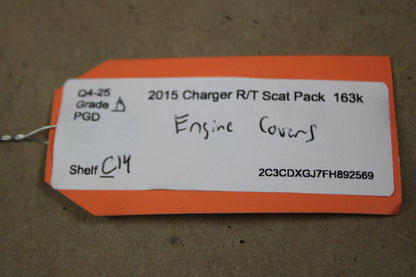 Q4-25
Grade A
2015 Charger R/T Scat Pack 163k
PGD
Engine Covers
Shelf C14
2C3CDXGJ7FH892569